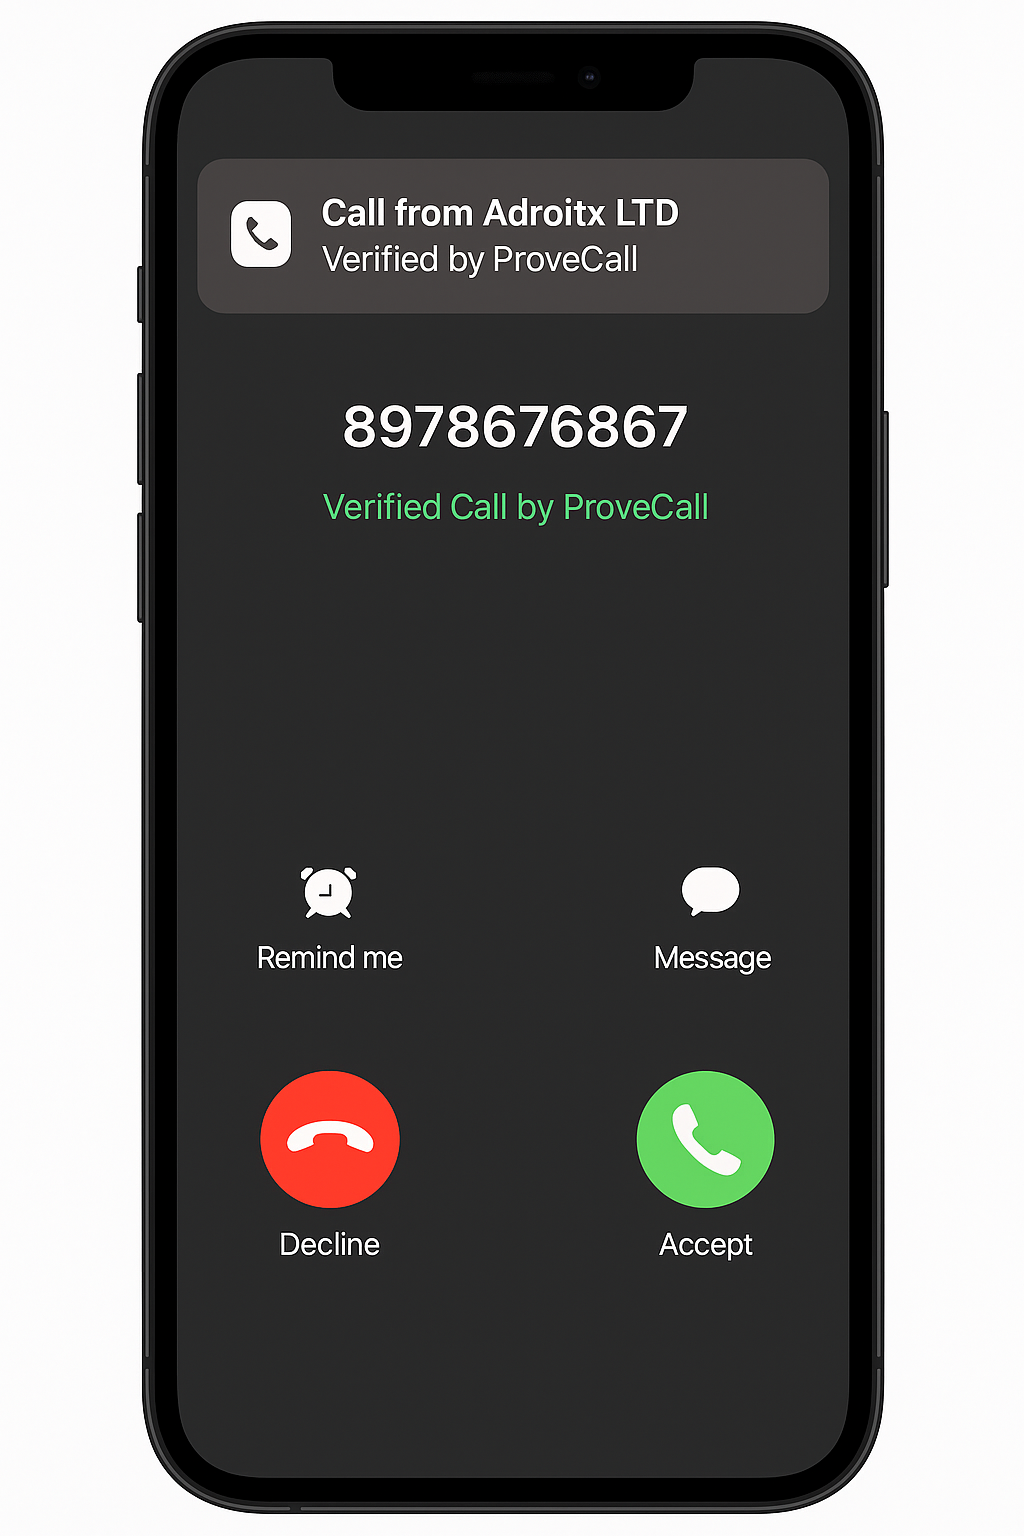 Call from Adroitx LTD
Verified by ProveCall
8978676867
Verified Call by ProveCall
Remind me
Message
Decline
Accept